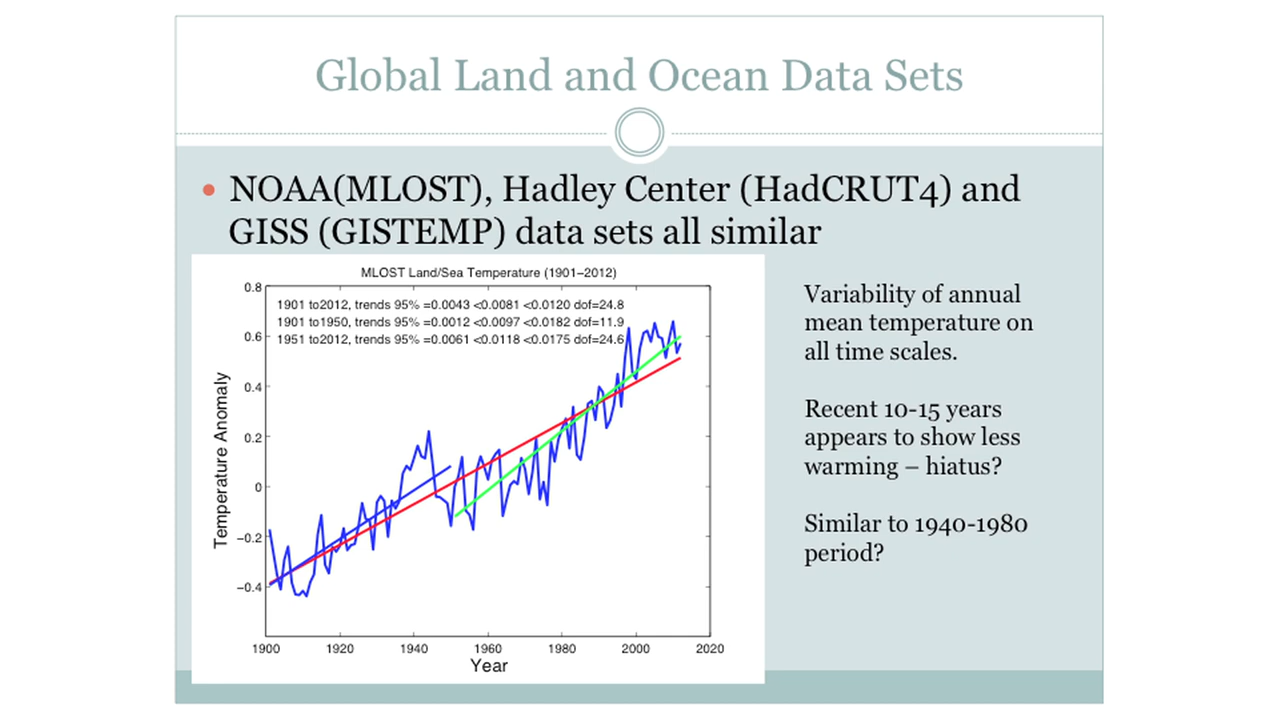 Global Land and Ocean Data Sets
• NOAA(MLOST), Hadley Center (HadCRUT4) and
GISS (GISTEMP) data sets all similar
MLOST Land/Sea Temperature (1901–2012)
1901 to2012, trends 95% =0.0043 <0.0081 <0.0120 dof=24.8
1901 to1950, trends 95% =0.0012 <0.0097 <0.0182 dof=11.9
1951 to2012, trends 95% =0.0061 <0.0118 <0.0175 dof=24.6
Temperature Anomaly
0.8
0.6
0.4
0.2
0
−0.2
−0.4
1900 1920 1940 1960 1980 2000 2020
Year
Variability of annual
mean temperature on
all time scales.
Recent 10-15 years
appears to show less
warming – hiatus?
Similar to 1940-1980
period?